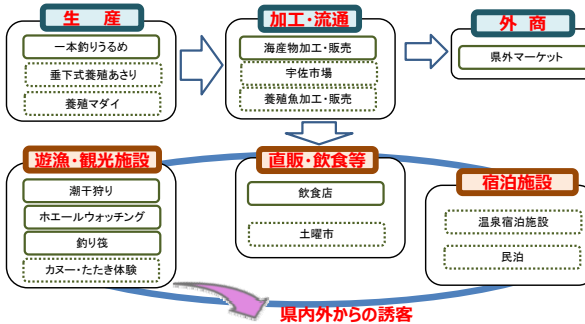 生　産
一本釣りうるめ
垂下式養殖あさり
養殖マダイ
加工・流通
海産物加工・販売
宇佐市場
養殖魚加工・販売
外　商
県外マーケット
遊漁・観光施設
潮干狩り
ホエールウォッチング
釣り筏
カヌー・たたき体験
直販・飲食等
飲食店
土曜市
宿泊施設
温泉宿泊施設
民泊
県内外からの誘客